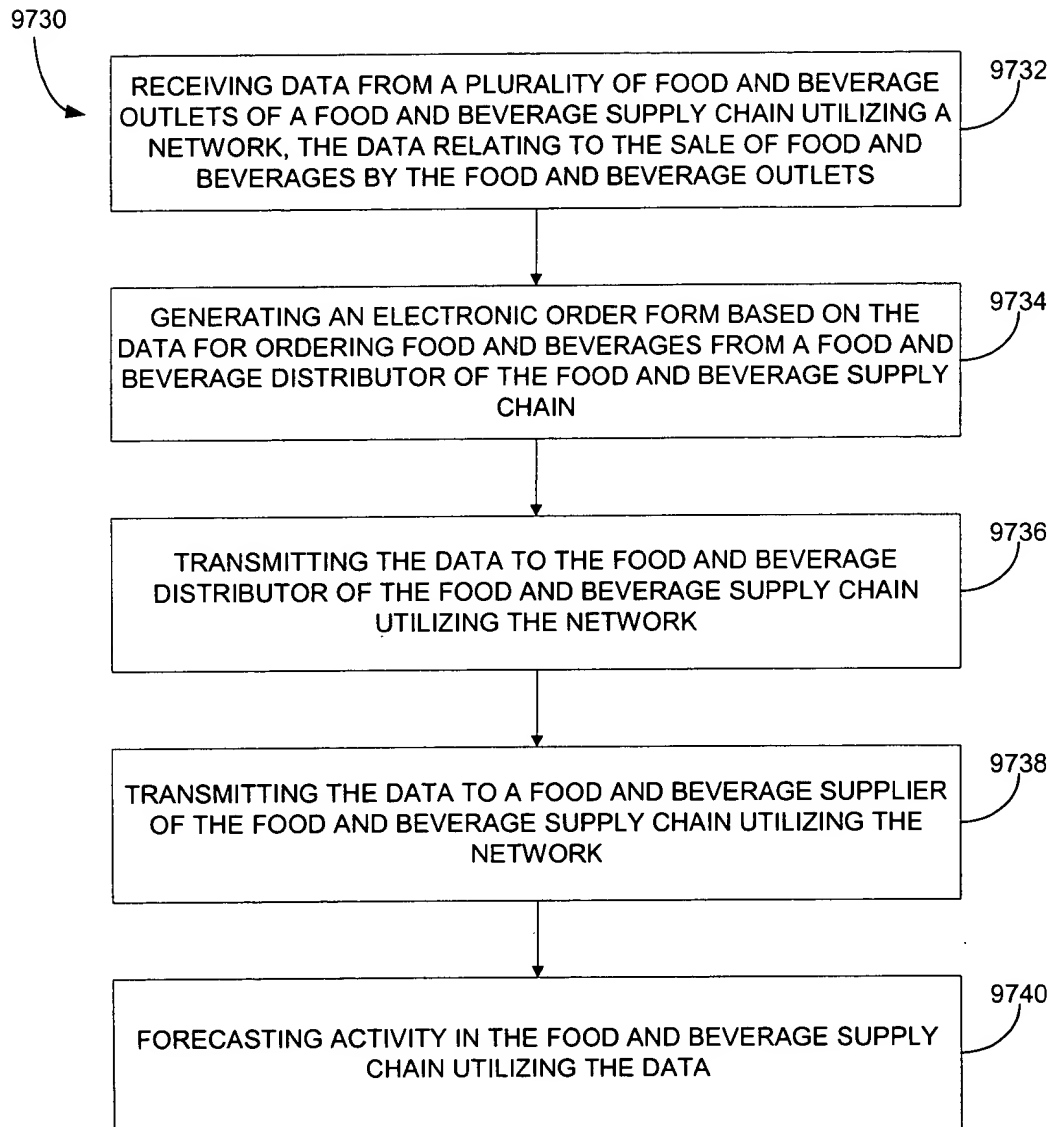 9730
9732
RECEIVING DATA FROM A PLURALITY OF FOOD AND BEVERAGE
OUTLETS OF A FOOD AND BEVERAGE SUPPLY CHAIN UTILIZING A
NETWORK, THE DATA RELATING TO THE SALE OF FOOD AND
BEVERAGES BY THE FOOD AND BEVERAGE OUTLETS
9734
GENERATING AN ELECTRONIC ORDER FORM BASED ON THE
DATA FOR ORDERING FOOD AND BEVERAGES FROM A FOOD AND
BEVERAGE DISTRIBUTOR OF THE FOOD AND BEVERAGE SUPPLY
CHAIN
9736
TRANSMITTING THE DATA TO THE FOOD AND BEVERAGE
DISTRIBUTOR OF THE FOOD AND BEVERAGE SUPPLY CHAIN
UTILIZING THE NETWORK
9738
TRANSMITTING THE DATA TO A FOOD AND BEVERAGE SUPPLIER
OF THE FOOD AND BEVERAGE SUPPLY CHAIN UTILIZING THE
NETWORK
9740
FORECASTING ACTIVITY IN THE FOOD AND BEVERAGE SUPPLY
CHAIN UTILIZING THE DATA